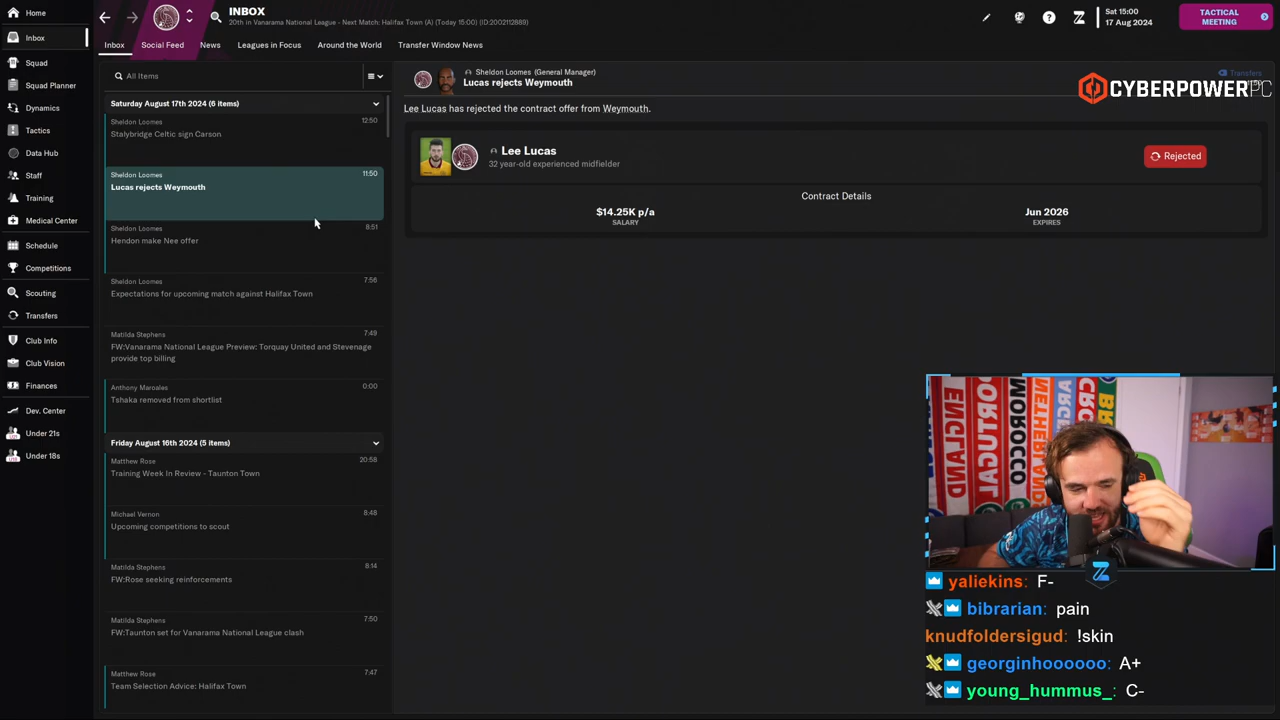 Home
Inbox
Squad
Squad Planner
Dynamics
Tactics
Data Hub
Staff
Training
Medical Center
Schedule
Competitions
Scouting
Transfers
Club Info
Club Vision
Finances
Dev. Center
Under 21s
Under 18s
INBOX
20th in Vanarama National League - Next Match: Halifax Town (A) (Today 15:00) (ID:2002112889)
Sat 15:00
17 Aug 2024
TACTICAL
MEETING
Inbox
Social Feed
News
Leagues in Focus
Around the World
Transfer Window News
All Items
Saturday August 17th 2024 (6 items)
Sheldon Loomes 12:50
Stalybridge Celtic sign Carson
Sheldon Loomes 11:50
Lucas rejects Weymouth
Sheldon Loomes 8:51
Hendon make Nee offer
Sheldon Loomes 7:56
Expectations for upcoming match against Halifax Town
Matilda Stephens 7:49
FW:Vanarama National League Preview: Torquay United and Stevenage
provide top billing
Anthony Maroales 0:00
Tshaka removed from shortlist
Friday August 16th 2024 (5 items)
Matthew Rose 20:58
Training Week In Review - Taunton Town
Michael Vernon 8:48
Upcoming competitions to scout
Matilda Stephens 8:14
FW:Rose seeking reinforcements
Matilda Stephens 7:50
FW:Taunton set for Vanarama National League clash
Matthew Rose 7:47
Team Selection Advice: Halifax Town
Sheldon Loomes (General Manager)
Lucas rejects Weymouth
Transfers
CYBERPOWERPC
Lee Lucas has rejected the contract offer from Weymouth.
Lee Lucas
32 year-old experienced midfielder
Rejected
Contract Details
$14.25K p/a
SALARY
Jun 2026
EXPIRES
ENGLAND
PORTUGAL
MOROCCO
NETHER
CRO
yaliekins: F-
bibrarian: pain
knudfoldersigud: !skin
georginhoooooo: A+
young_hummus_: C-